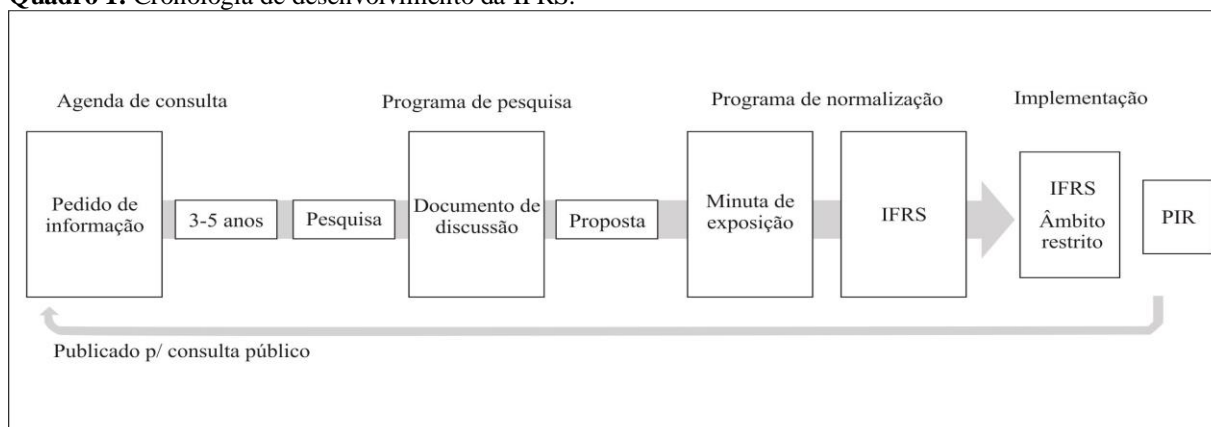 Quadro 1. Cronologia de desenvolvimento da IFRS.
Agenda de consulta
Programa de pesquisa
Programa de normalização
Implementação
Pedido de
informação
3-5 anos
Pesquisa
Documento de
discussão
Proposta
Minuta de
exposição
IFRS
IFRS
Âmbito
restrito
PIR
Publicado p/ consulta público